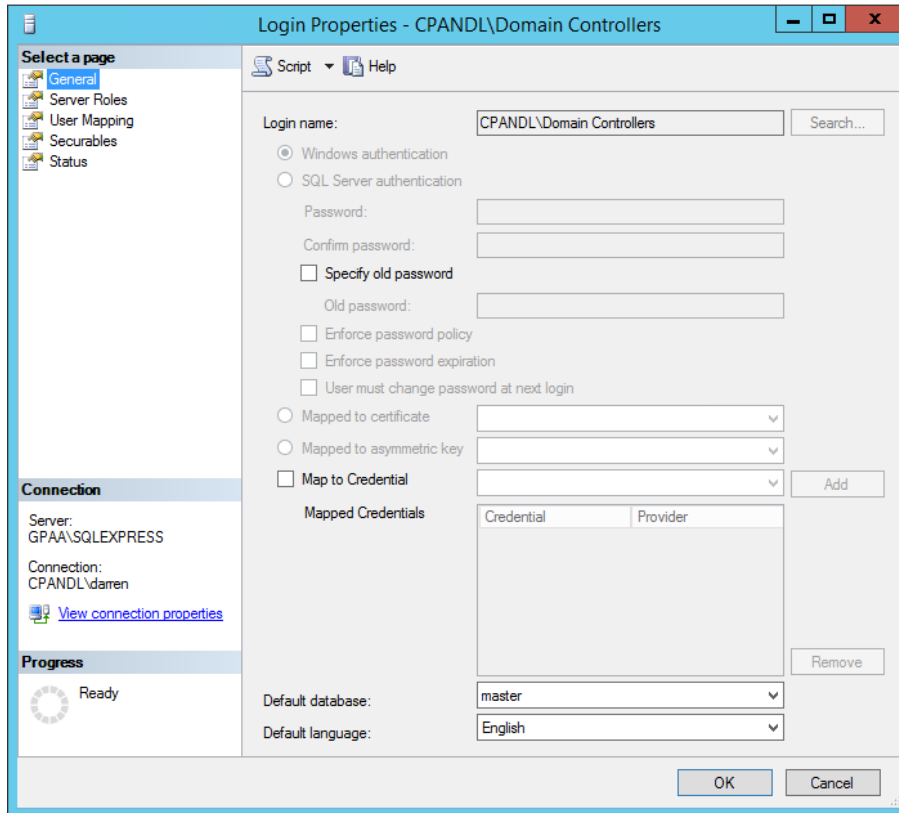 Login Properties - CPANDL\Domain Controllers
Select a page
General
Server Roles
User Mapping
Securables
Status
Script
Help
Login name:
CPANDL\Domain Controllers
Search...
Windows authentication
SQL Server authentication
Password:
Confirm password:
Specify old password
Old password:
Enforce password policy
Enforce password expiration
User must change password at next login
Mapped to certificate
Mapped to asymmetric key
Map to Credential
Add
Mapped Credentials
Credential
Provider
Remove
Default database:
master
Default language:
English
Connection
Server:
GPAA\SQLEXPRESS
Connection:
CPANDL\darren
View connection properties
Progress
Ready
OK
Cancel